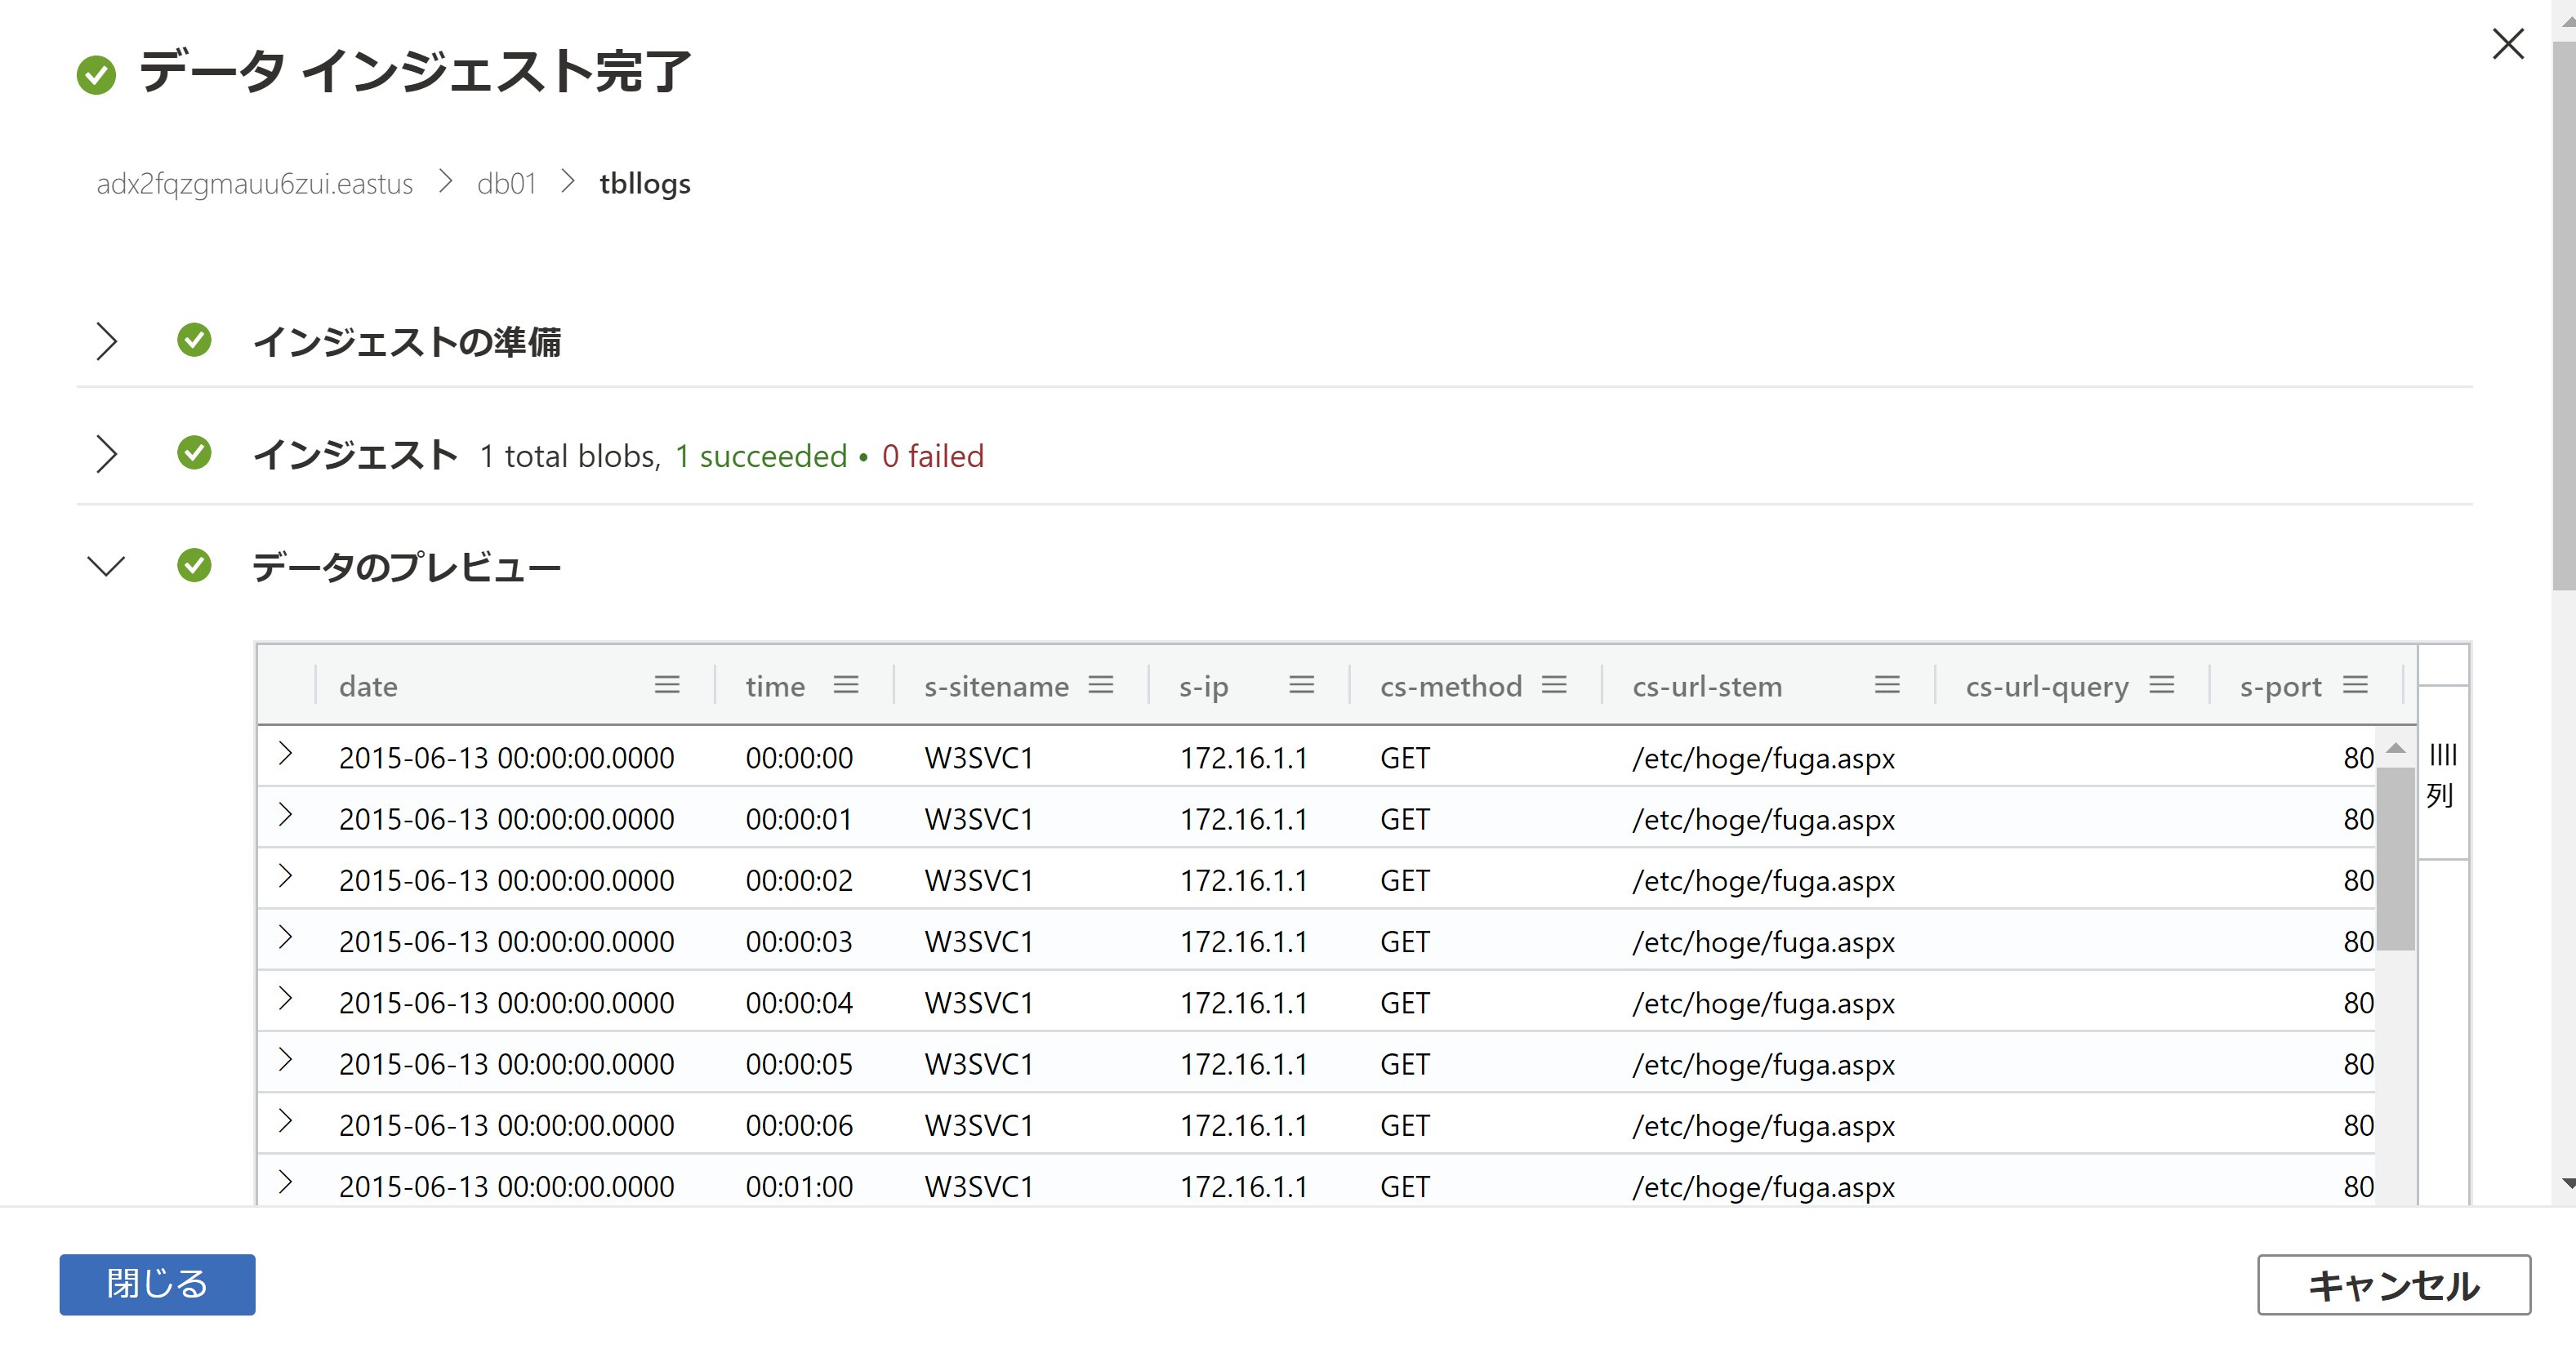 データ インジェスト完了
adx2fqzgmauu6zui.eastus > db01 > tbllogs
インジェストの準備
インジェスト 1 total blobs, 1 succeeded • 0 failed
データのプレビュー
date time s-sitename s-ip cs-method cs-url-stem cs-url-query s-port
2015-06-13 00:00:00.0000 00:00:00 W3SVC1 172.16.1.1 GET /etc/hoge/fuga.aspx 80
列
2015-06-13 00:00:00.0000 00:00:01 W3SVC1 172.16.1.1 GET /etc/hoge/fuga.aspx 80
2015-06-13 00:00:00.0000 00:00:02 W3SVC1 172.16.1.1 GET /etc/hoge/fuga.aspx 80
2015-06-13 00:00:00.0000 00:00:03 W3SVC1 172.16.1.1 GET /etc/hoge/fuga.aspx 80
2015-06-13 00:00:00.0000 00:00:04 W3SVC1 172.16.1.1 GET /etc/hoge/fuga.aspx 80
2015-06-13 00:00:00.0000 00:00:05 W3SVC1 172.16.1.1 GET /etc/hoge/fuga.aspx 80
2015-06-13 00:00:00.0000 00:00:06 W3SVC1 172.16.1.1 GET /etc/hoge/fuga.aspx 80
2015-06-13 00:00:00.0000 00:01:00 W3SVC1 172.16.1.1 GET /etc/hoge/fuga.aspx 80
閉じる キャンセル